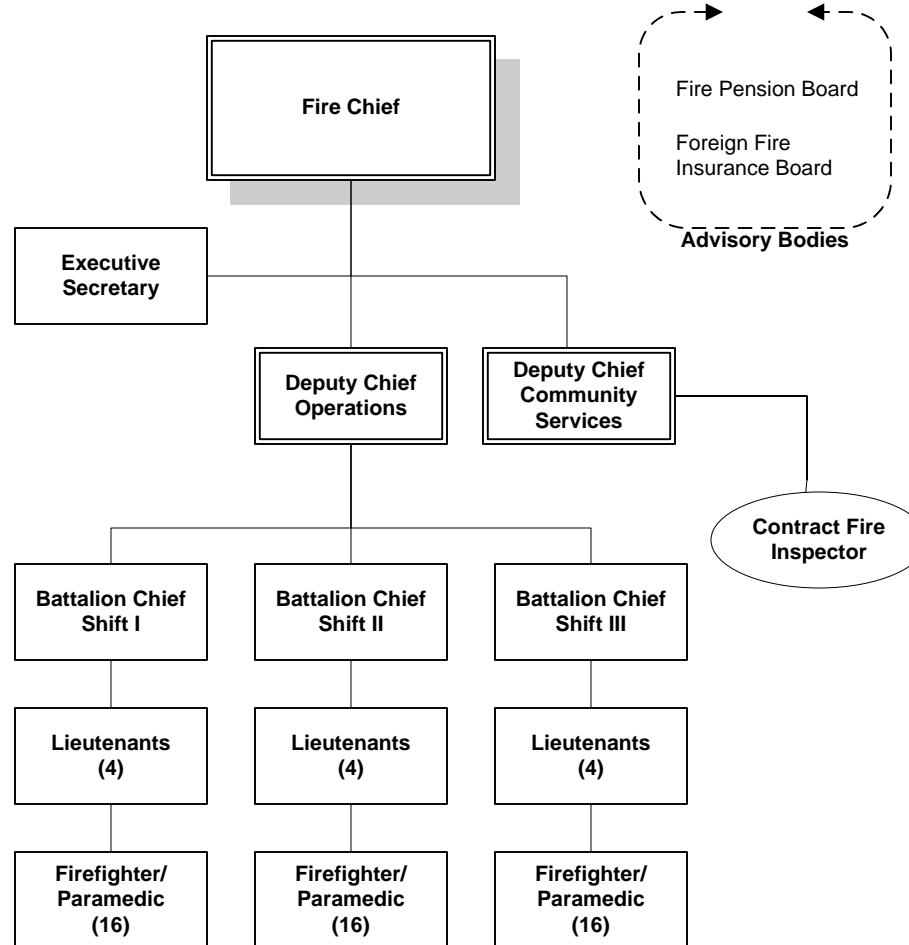 Fire Chief
Fire Pension Board
Foreign Fire
Insurance Board
Advisory Bodies
Executive
Secretary
Deputy Chief
Operations
Deputy Chief
Community
Services
Contract Fire
Inspector
Battalion Chief
Shift I
Battalion Chief
Shift II
Battalion Chief
Shift III
Lieutenants
(4)
Lieutenants
(4)
Lieutenants
(4)
Firefighter/
Paramedic
(16)
Firefighter/
Paramedic
(16)
Firefighter/
Paramedic
(16)